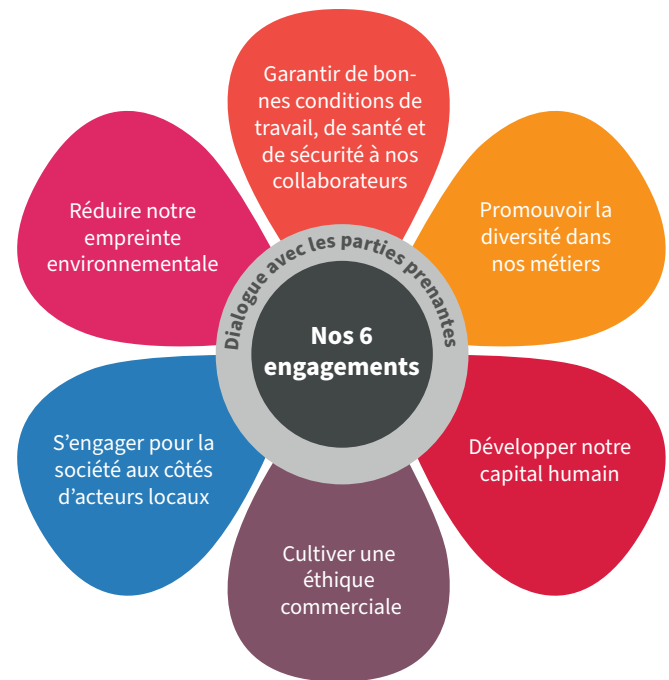 Garantir de bon-
nes conditions de
travail, de santé et
de sécurité à nos
collaborateurs
Promouvoir la
diversité dans
nos métiers
Développer notre
capital humain
Cultiver une
éthique
commerciale
S’engager pour la
société aux côtés
d’acteurs locaux
Réduire notre
empreinte
environnementale
Dialogue avec les parties prenantes
Nos 6
engagements